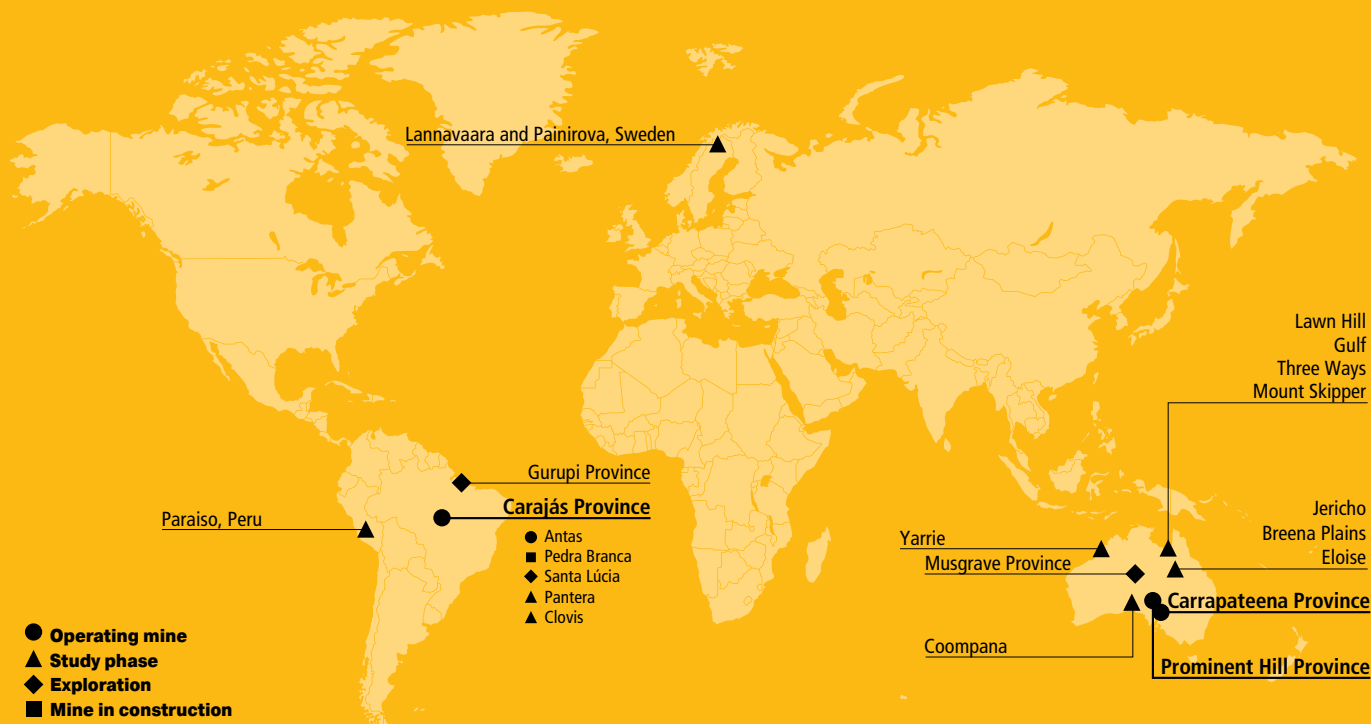 Lannavaara and Painirova, Sweden
Lawn Hill
Gulf
Three Ways
Mount Skipper
Gurupi Province
Carajás Province
Antas
Pedra Branca
Santa Lúcia
Pantera
Clovis
Paraiso, Peru
Jericho
Breena Plains
Eloise
Yarrie
Musgrave Province
Carrapateena Province
Coompana
Prominent Hill Province
Operating mine
Study phase
Exploration
Mine in construction